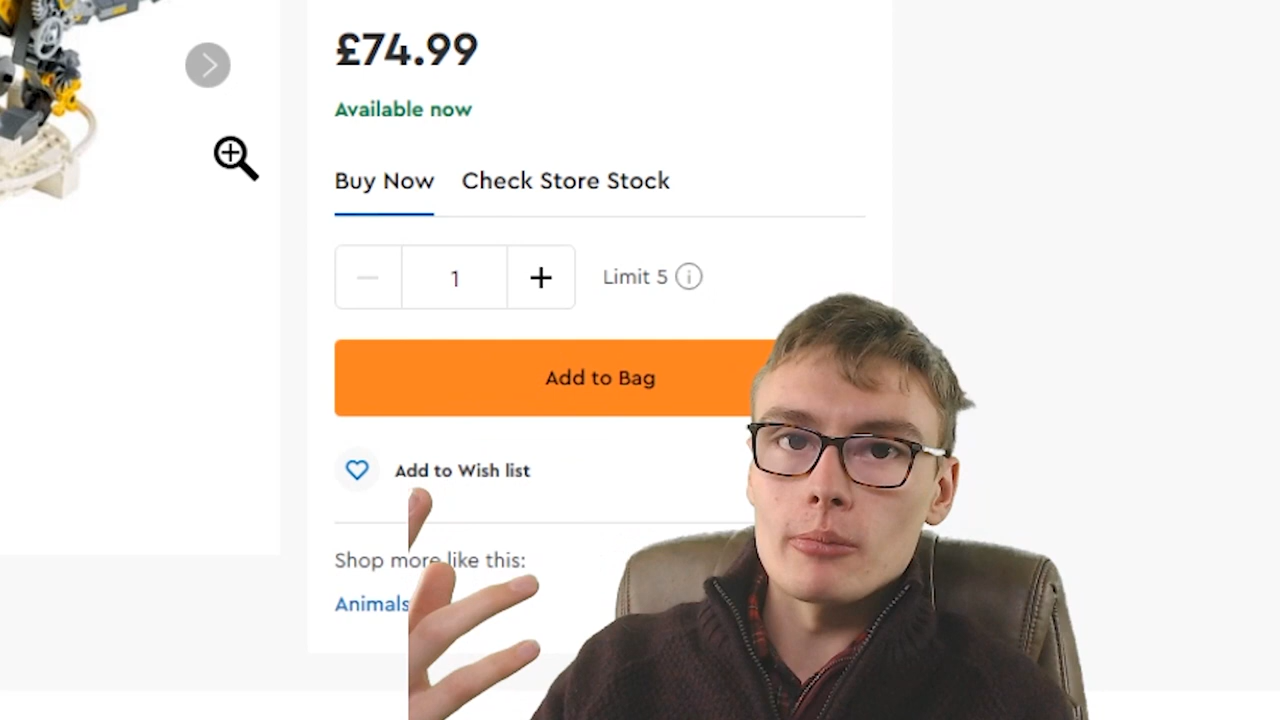 £74.99
Available now
Buy Now Check Store Stock
1 Limit 5
Add to Bag
Add to Wish list
Shop more like this:
Animals